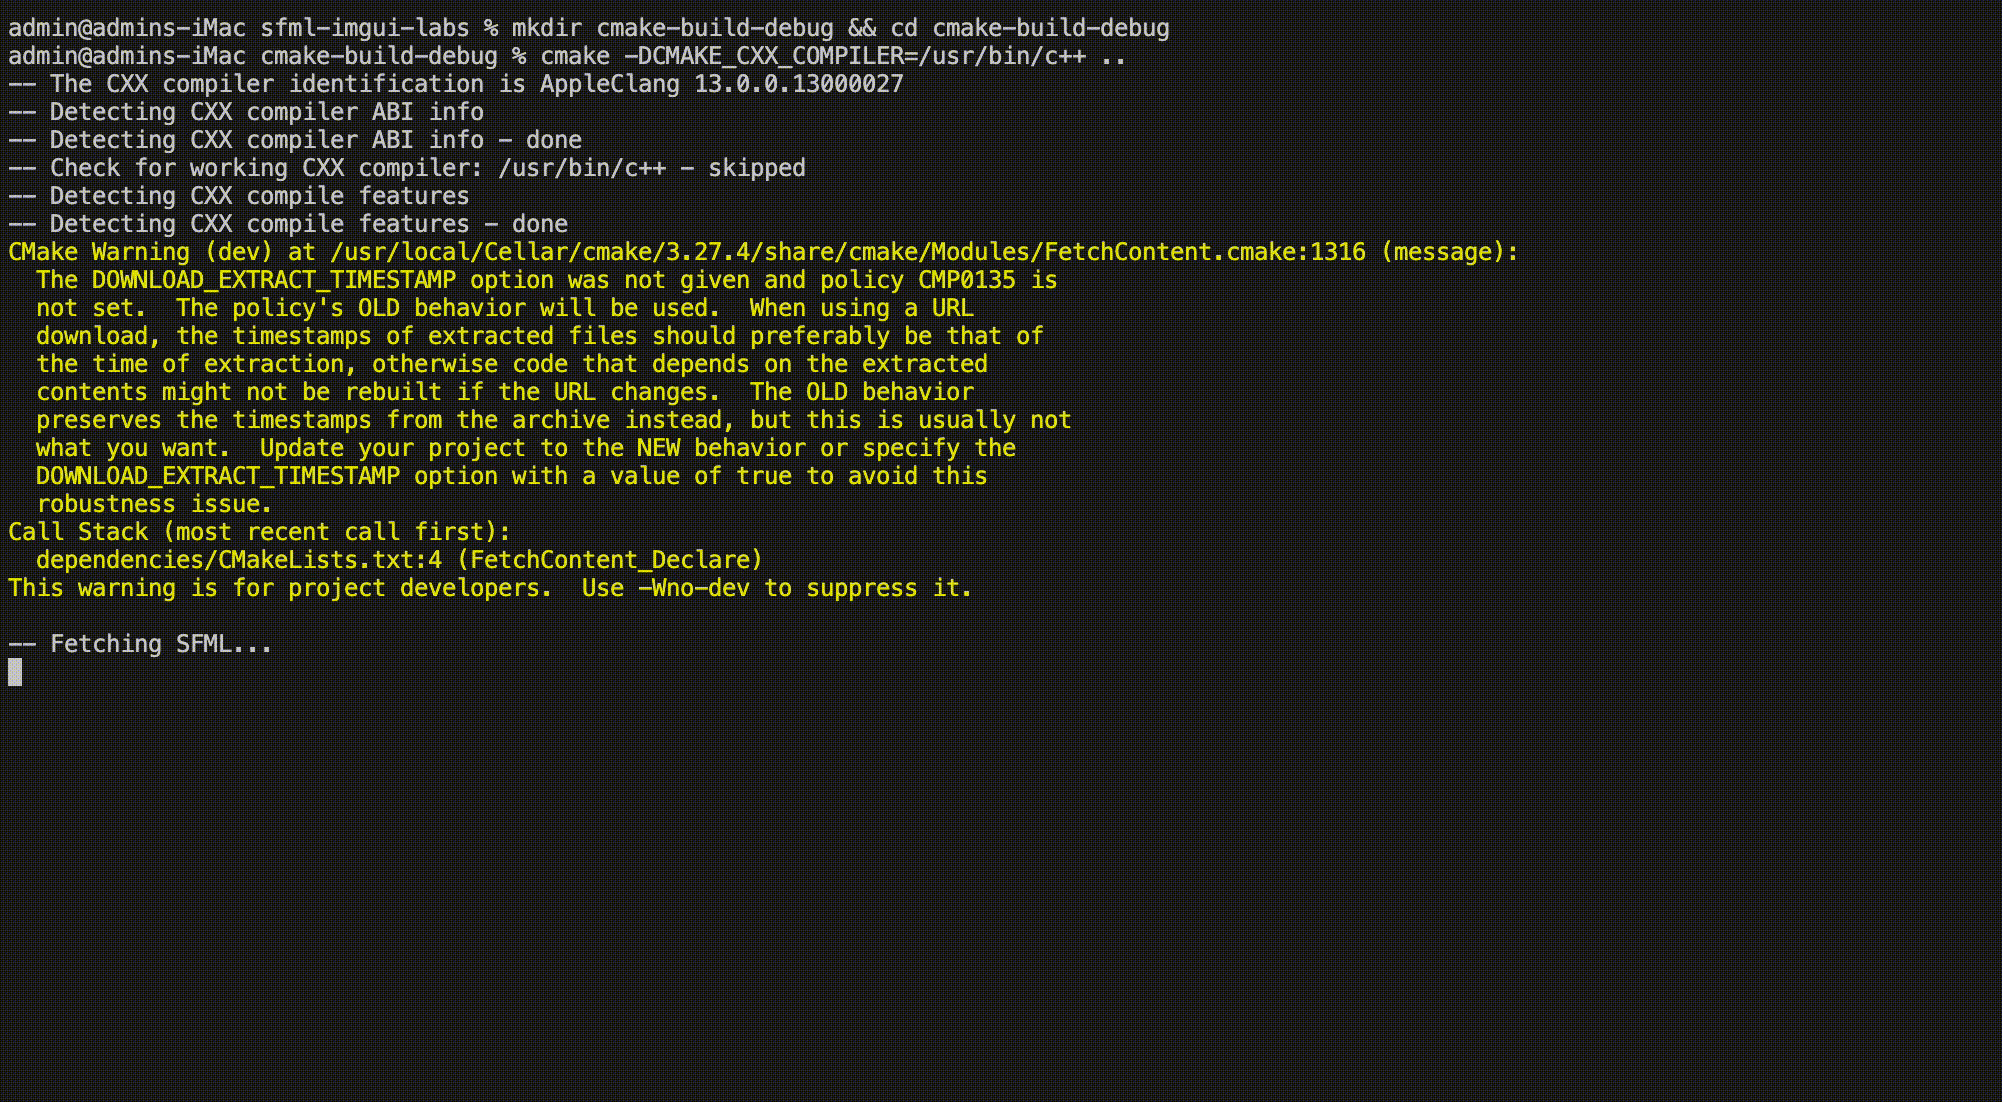 admin@admins-iMac sfml-imgui-labs % mkdir cmake-build-debug && cd cmake-build-debug
admin@admins-iMac cmake-build-debug % cmake -DCMAKE_CXX_COMPILER=/usr/bin/c++ ..
-- The CXX compiler identification is AppleClang 13.0.0.13000027
-- Detecting CXX compiler ABI info
-- Detecting CXX compiler ABI info - done
-- Check for working CXX compiler: /usr/bin/c++ - skipped
-- Detecting CXX compile features
-- Detecting CXX compile features - done
CMake Warning (dev) at /usr/local/Cellar/cmake/3.27.4/share/cmake/Modules/FetchContent.cmake:1316 (message):
  The DOWNLOAD_EXTRACT_TIMESTAMP option was not given and policy CMP0135 is
  not set.  The policy's OLD behavior will be used.  When using a URL
  download, the timestamps of extracted files should preferably be that of
  the time of extraction, otherwise code that depends on the extracted
  contents might not be rebuilt if the URL changes.  The OLD behavior
  preserves the timestamps from the archive instead, but this is usually not
  what you want.  Update your project to the NEW behavior or specify the
  DOWNLOAD_EXTRACT_TIMESTAMP option with a value of true to avoid this
  robustness issue.
Call Stack (most recent call first):
  dependencies/CMakeLists.txt:4 (FetchContent_Declare)
This warning is for project developers.  Use -Wno-dev to suppress it.

-- Fetching SFML...